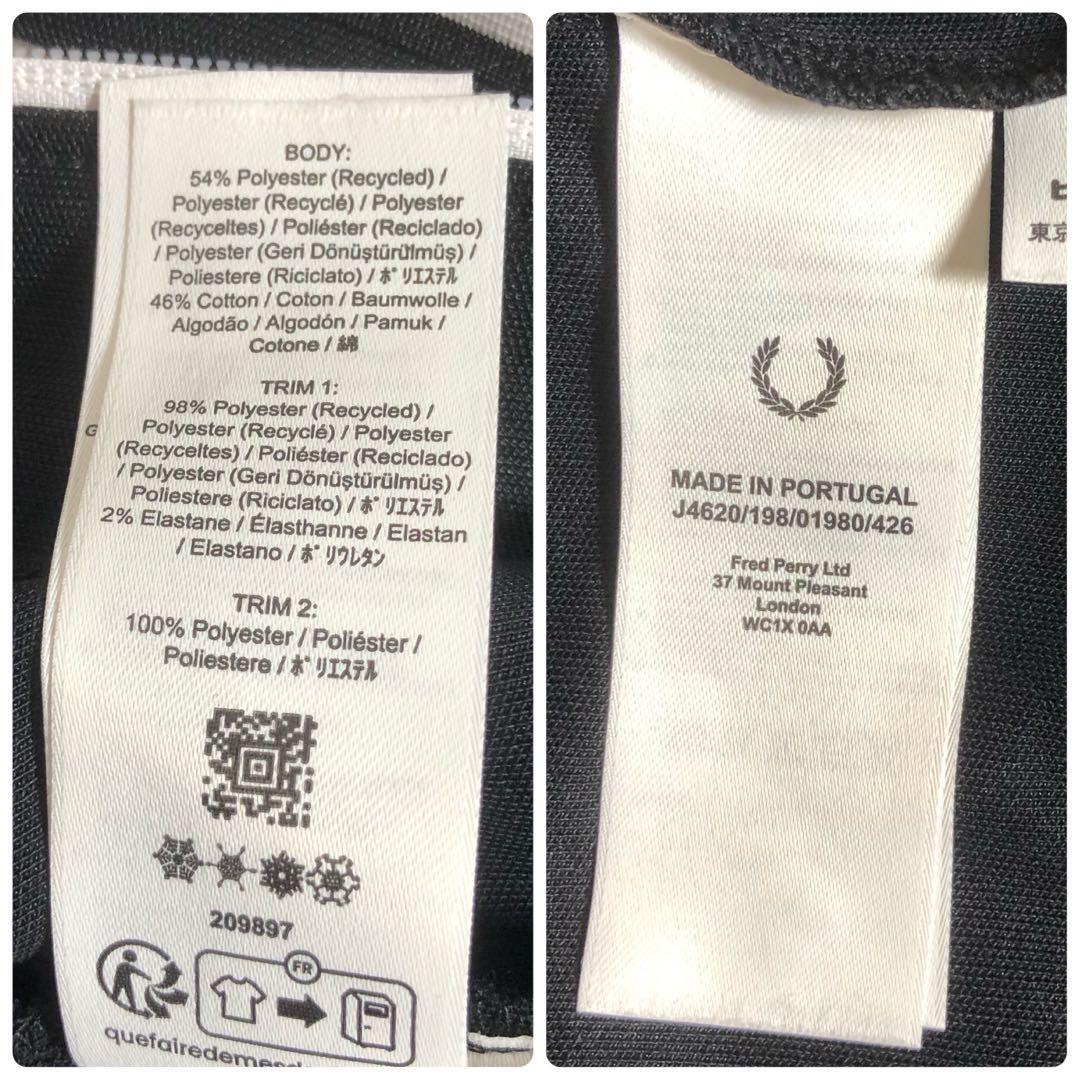 BODY:
54% Polyester (Recycled) /
Polyester (Recyclé) / Polyester
(Recyceltes) / Poliéster (Reciclado)
/ Polyester (Geri Dönüştürülmüş) /
Poliestere (Riciclato) / ポリエステル
46% Cotton / Coton / Baumwolle /
Algodão / Algodón / Pamuk /
Cotone / 綿
TRIM 1:
98% Polyester (Recycled) /
Polyester (Recyclé) / Polyester
(Recyceltes) / Poliéster (Reciclado)
/ Polyester (Geri Dönüştürülmüş) /
Poliestere (Riciclato) / ポリエステル
2% Elastane / Élasthanne / Elastan
/ Elastano / ポリウレタン
TRIM 2:
100% Polyester / Poliéster /
Poliestere / ポリエステル
209897
FR
G
MADE IN PORTUGAL
J4620/198/01980/426
Fred Perry Ltd
37 Mount Pleasant
London
WC1X 0AA
ヒ
東京